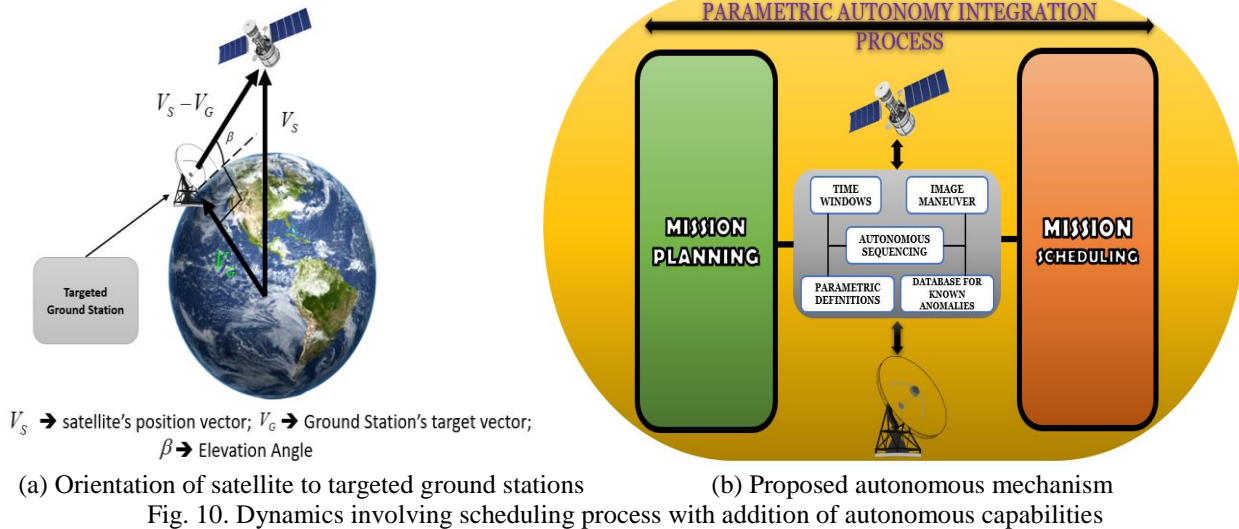 V_S – V_G
V_S
β
V_G
Targeted
Ground Station
V_S → satellite's position vector; V_G → Ground Station's target vector;
β → Elevation Angle
(a) Orientation of satellite to targeted ground stations
PARAMETRIC AUTONOMY INTEGRATION
PROCESS
MISSION
PLANNING
TIME
WINDOWS
IMAGE
MANEUVER
AUTONOMOUS
SEQUENCING
PARAMETRIC
DEFINITIONS
DATABASE FOR
KNOWN
ANOMALIES
MISSION
SCHEDULING
(b) Proposed autonomous mechanism
Fig. 10. Dynamics involving scheduling process with addition of autonomous capabilities